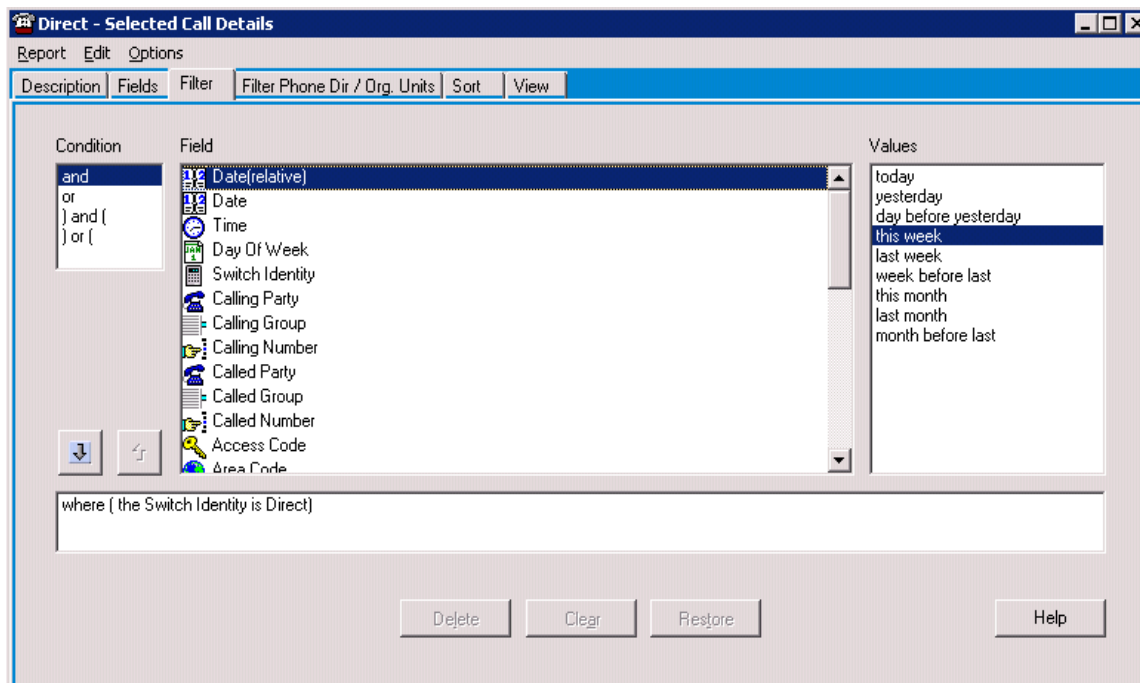 Direct - Selected Call Details
Report Edit Options
Description Fields Filter Filter Phone Dir / Org. Units Sort View
Condition
and
or
) and (
) or (
Field
Date(relative)
Date
Time
Day Of Week
Switch Identity
Calling Party
Calling Group
Calling Number
Called Party
Called Group
Called Number
Access Code
Area Code
Values
today
yesterday
day before yesterday
this week
last week
week before last
this month
last month
month before last
where ( the Switch Identity is Direct)
Delete Clear Restore Help